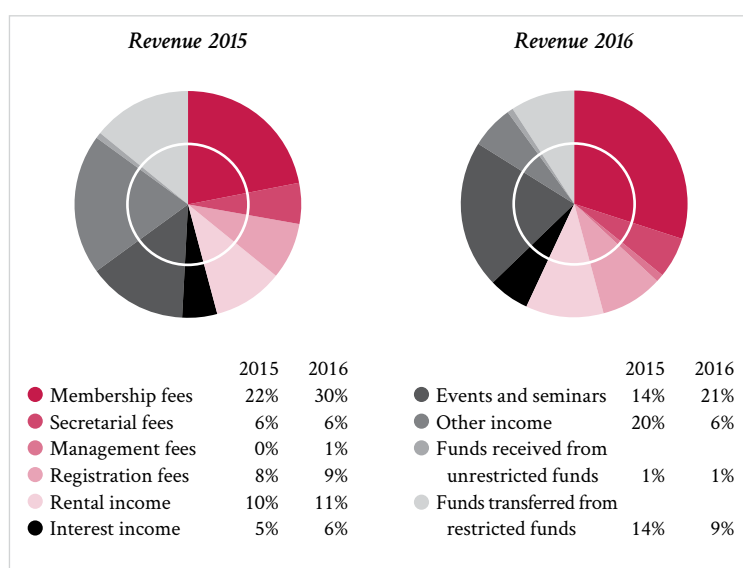 Revenue 2015
Revenue 2016
2015 2016
Membership fees 22% 30%
Secretarial fees 6% 6%
Management fees 0% 1%
Registration fees 8% 9%
Rental income 10% 11%
Interest income 5% 6%
2015 2016
Events and seminars 14% 21%
Other income 20% 6%
Funds received from
unrestricted funds 1% 1%
Funds transferred from
restricted funds 14% 9%